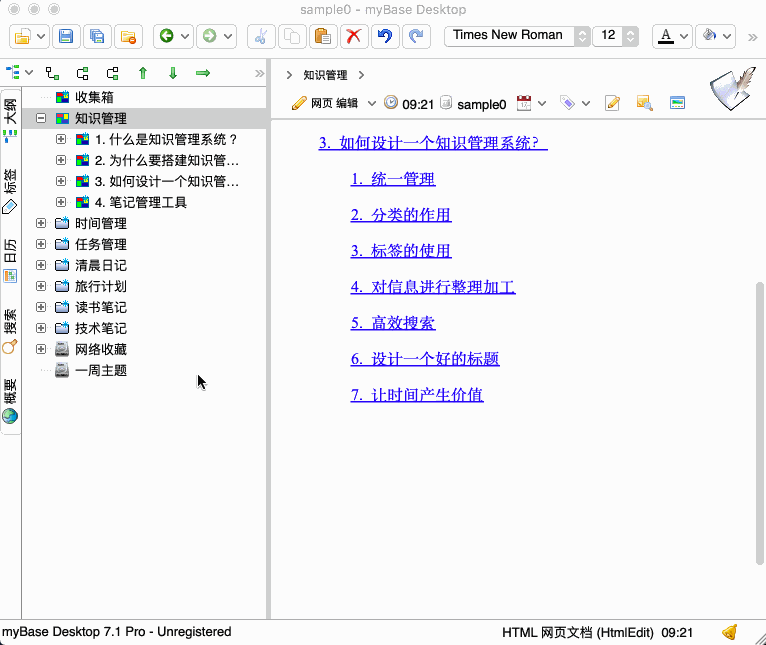 sample0 - myBase Desktop
Times New Roman
12
A
大纲
标签
日历
搜索
概要
收集箱
知识管理
1. 什么是知识管理系统？
2. 为什么要搭建知识管...
3. 如何设计一个知识管...
4. 笔记管理工具
时间管理
任务管理
清晨日记
旅行计划
读书笔记
技术笔记
网络收藏
一周主题
知识管理
网页 编辑
09:21
sample0
3. 如何设计一个知识管理系统？
1. 统一管理
2. 分类的作用
3. 标签的使用
4. 对信息进行整理加工
5. 高效搜索
6. 设计一个好的标题
7. 让时间产生价值
myBase Desktop 7.1 Pro - Unregistered
HTML 网页文档 (HtmlEdit) 09:21